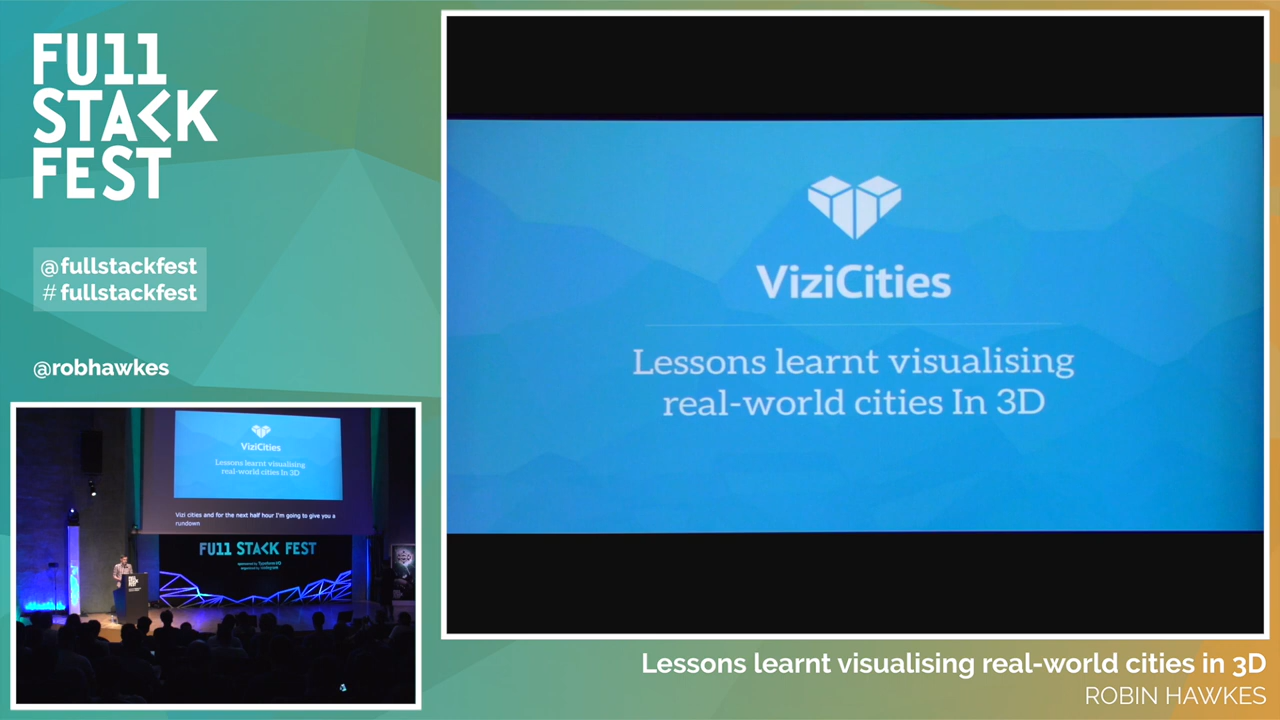 FU11
STACK
FEST
@fullstackfest
# fullstackfest
@robhawkes
ViziCities
Lessons learnt visualising
real-world cities In 3D
ViziCities
Lessons learnt visualising
real-world cities In 3D
Vizi cities and for the next half hour I'm going to give you a
rundown
FU11 STACK FEST
Lessons learnt visualising real-world cities in 3D
ROBIN HAWKES